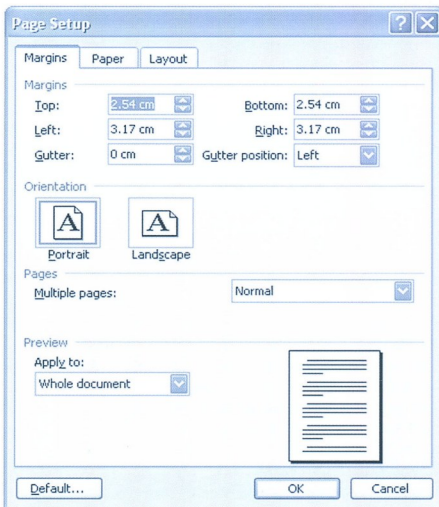 Page Setup
Margins Paper Layout
Margins
Top: 2.54 cm Bottom: 2.54 cm
Left: 3.17 cm Right: 3.17 cm
Gutter: 0 cm Gutter position: Left
Orientation
A A
Portrait Landscape
Pages
Multiple pages: Normal
Preview
Apply to:
Whole document
Default... OK Cancel